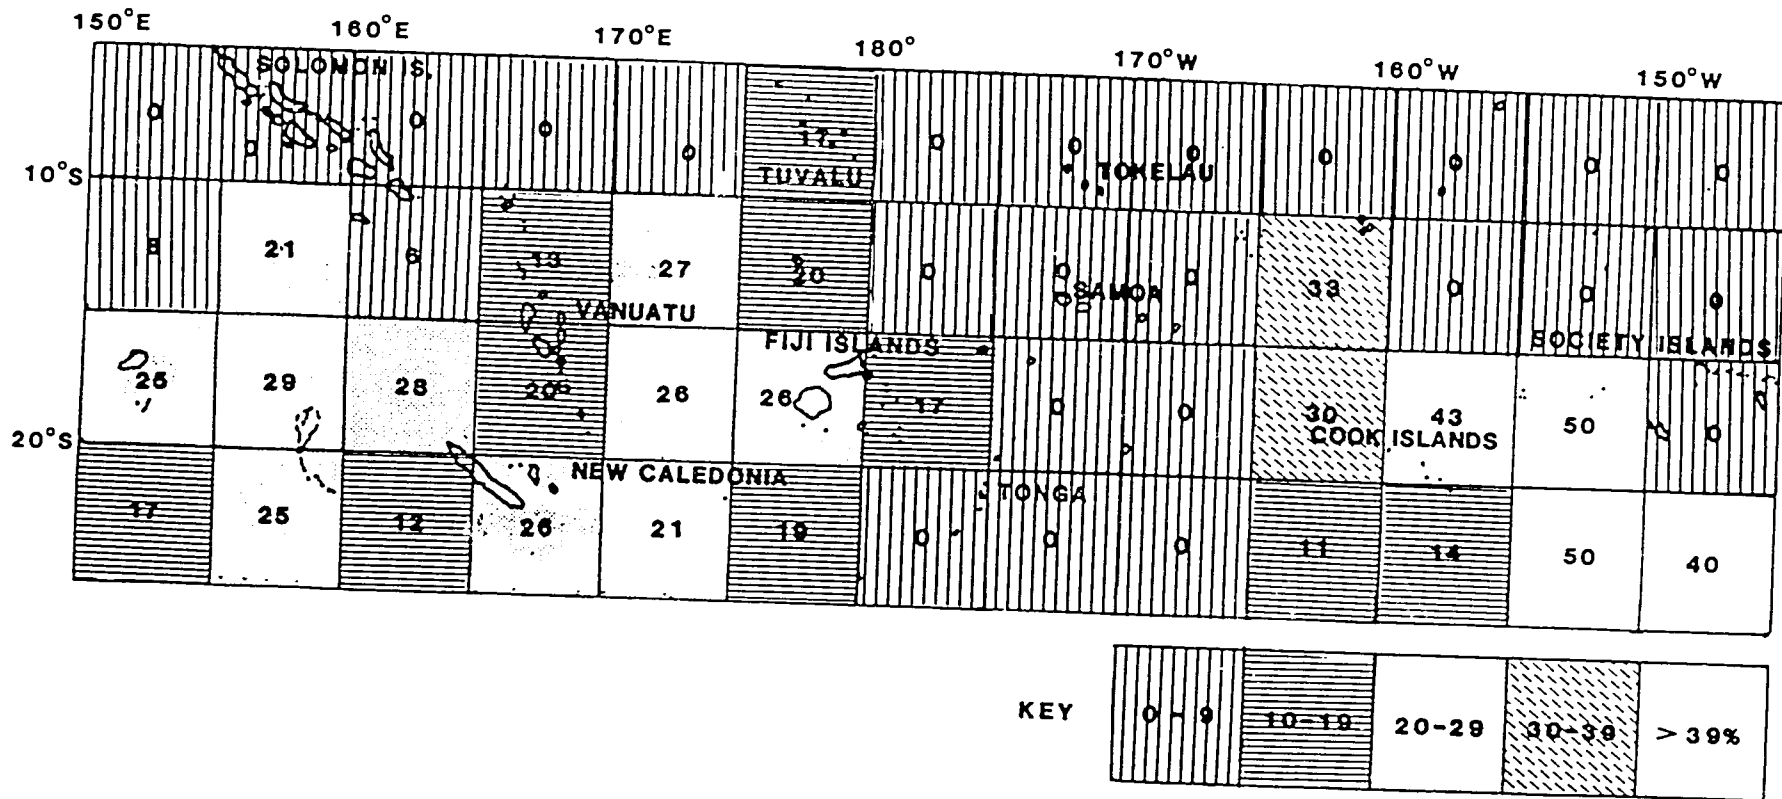 150°E 160°E 170°E 180° 170°W 160°W 150°W
SOLOMON IS.
0 0 0 0 0 17 0 0 0 0 0 0 0
10°S
TUVALU TOKELAU
8 21 6 13 27 20 0 0 0 33 0 0 0
VANUATU SAMOA
FIJI ISLANDS SOCIETY ISLANDS
25 29 28 20 26 26 17 0 0 30 43 50 0
COOK ISLANDS
20°S
NEW CALEDONIA TONGA
17 25 12 26 21 19 0 0 0 11 14 50 40
KEY 0-9 10-19 20-29 30-39 > 39%